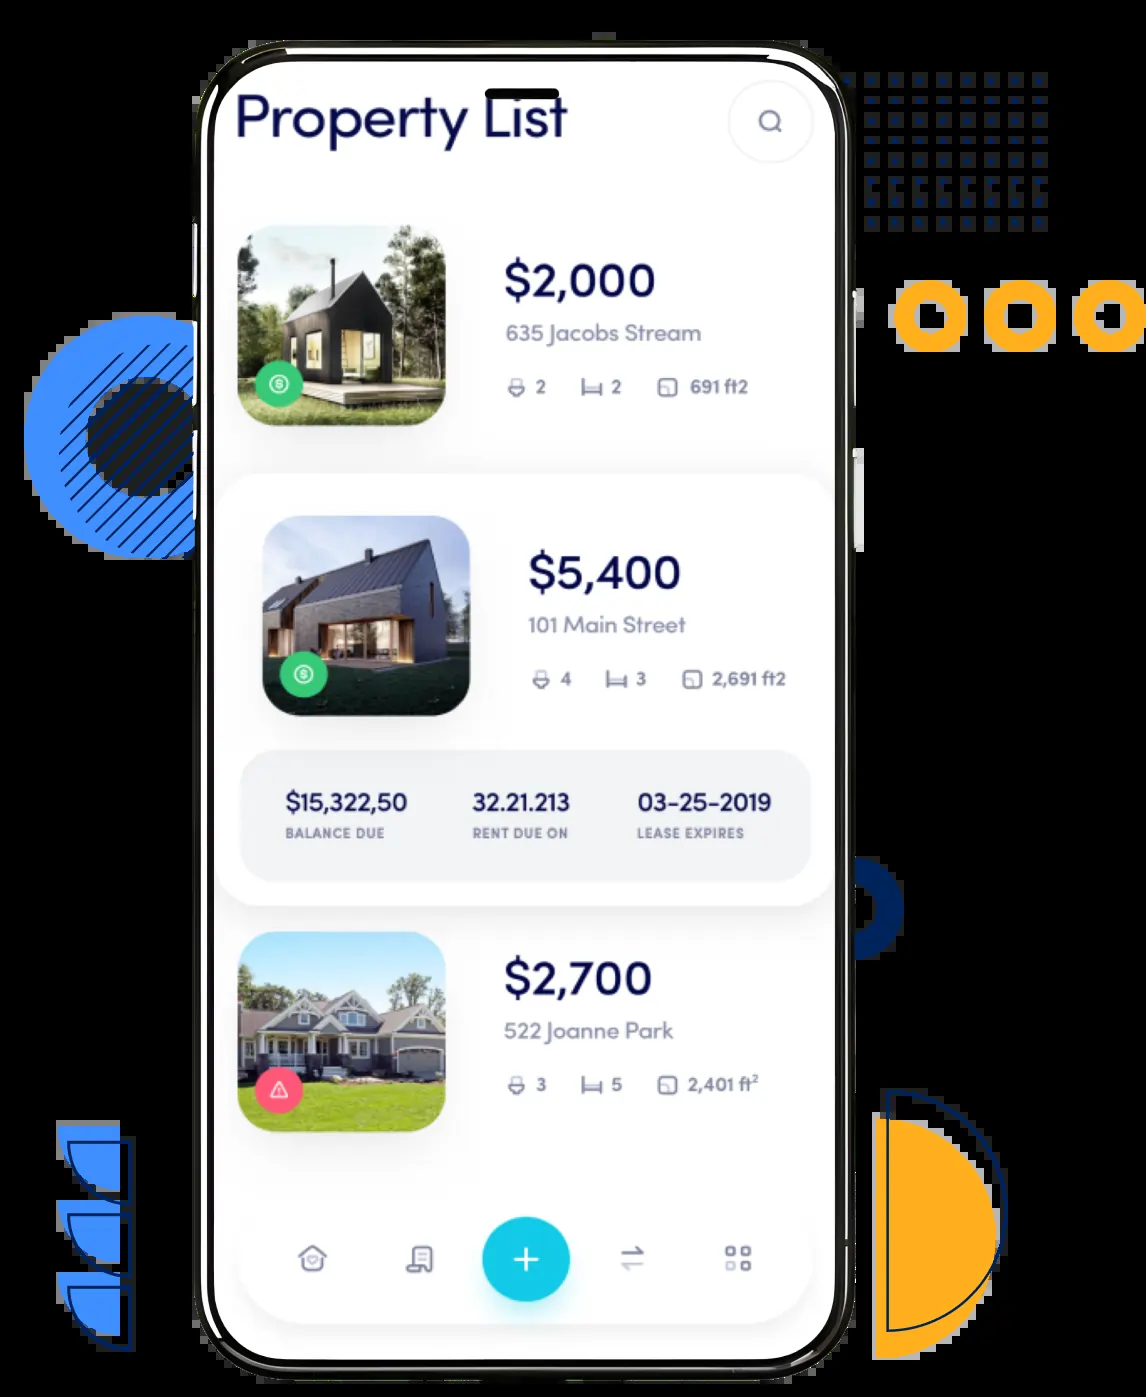 Property List
$2,000
635 Jacobs Stream
2 2 691 ft2
$5,400
101 Main Street
4 3 2,691 ft2
$15,322,50 32.21.213 03-25-2019
BALANCE DUE RENT DUE ON LEASE EXPIRES
$2,700
522 Joanne Park
3 5 2,401 ft²